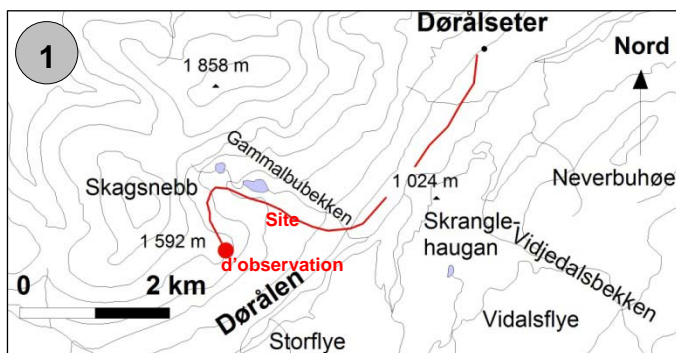 1
Dørålseter
Nord
1 858 m
Gammalbubekken
Skagsnebb
1 024 m
Neverbuhøe
Site
Skrangle-
haugan
1 592 m
d'observation
Vidjedalsbekken
0
2 km
Dørålen
Vidalsflye
Storflye